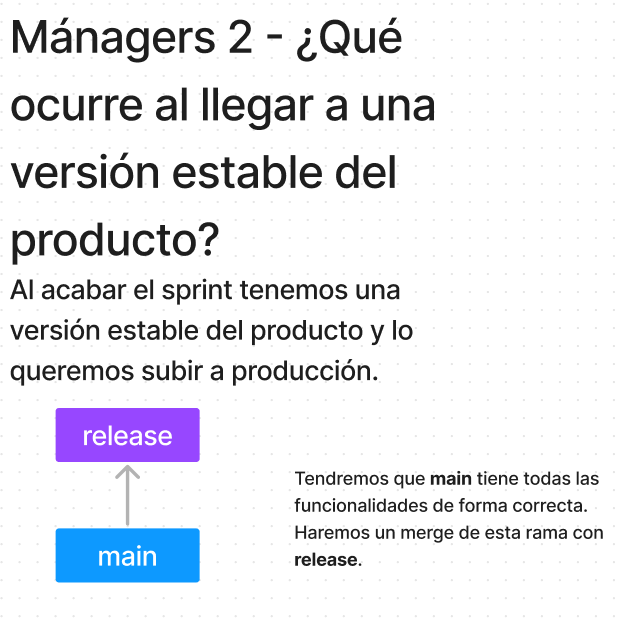 Mánagers 2 - ¿Qué
ocurre al llegar a una
versión estable del
producto?
Al acabar el sprint tenemos una
versión estable del producto y lo
queremos subir a producción.
release
Tendremos que main tiene todas las
funcionalidades de forma correcta.
Haremos un merge de esta rama con
release.
main